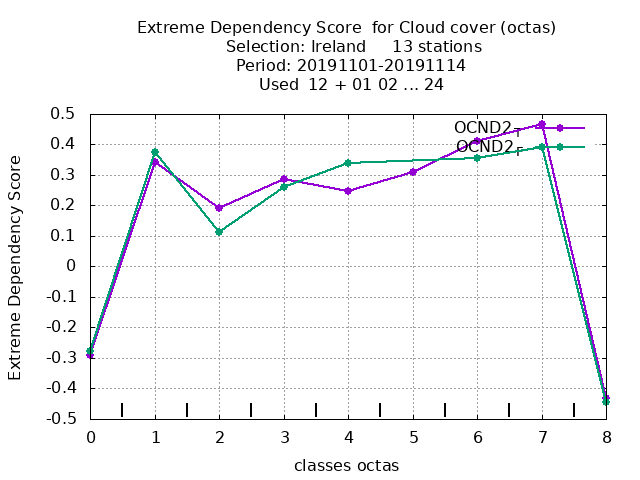 Extreme Dependency Score  for Cloud cover (octas)
Selection: Ireland     13 stations
Period: 20191101-20191114
Used  12 + 01 02 ... 24
Extreme Dependency Score
0.5
0.4
0.3
0.2
0.1
0
-0.1
-0.2
-0.3
-0.4
-0.5
OCND2
OCND2
0 1 2 3 4 5 6 7 8
classes octas